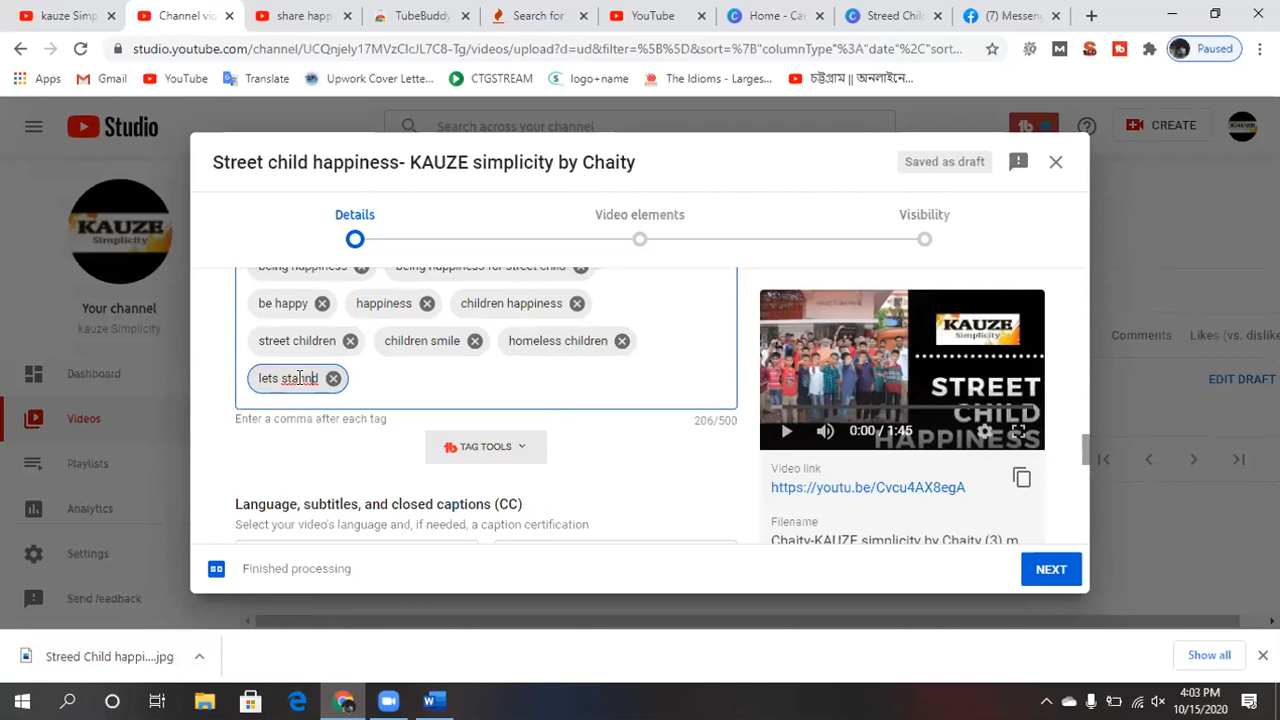 kauze Simp
Channel vid
share happ
TubeBuddy
Search for
YouTube
Home - Ca
Streed Chil
(7) Messen
studio.youtube.com/channel/UCQnjely17MVzClcJL7C8-Tg/videos/upload?d=ud&filter=%5B%5D&sort=%7B"columnType"%3A"date"%2C"sort...
Paused
Apps
Gmail
YouTube
Translate
Upwork Cover Lette...
CTGSTREAM
logo+name
The Idioms - Larges...
চট্টগ্রাম || অনলাইনে...
Studio
Search across your channel
CREATE
KAUZE
KAUZE
Simplicity
Your channel
kauze Simplicity
Dashboard
Videos
Playlists
Analytics
Settings
Send feedback
Street child happiness- KAUZE simplicity by Chaity
Saved as draft
Details
Video elements
Visibility
being happiness
being happiness for street child
be happy
happiness
children happiness
street children
children smile
homeless children
lets stannd
Enter a comma after each tag
206/500
TAG TOOLS
Language, subtitles, and closed captions (CC)
Select your video's language and, if needed, a caption certification
KAUZE
STREET
CHILD
HAPPINESS
0:00 / 1:45
Video link
https://youtu.be/Cvcu4AX8egA
Filename
Chaity-KAUZE simplicity by Chaity (3) m
SD
Finished processing
NEXT
Comments
Likes (vs. dislike
EDIT DRAFT
Streed Child happi....jpg
Show all
4:03 PM
10/15/2020